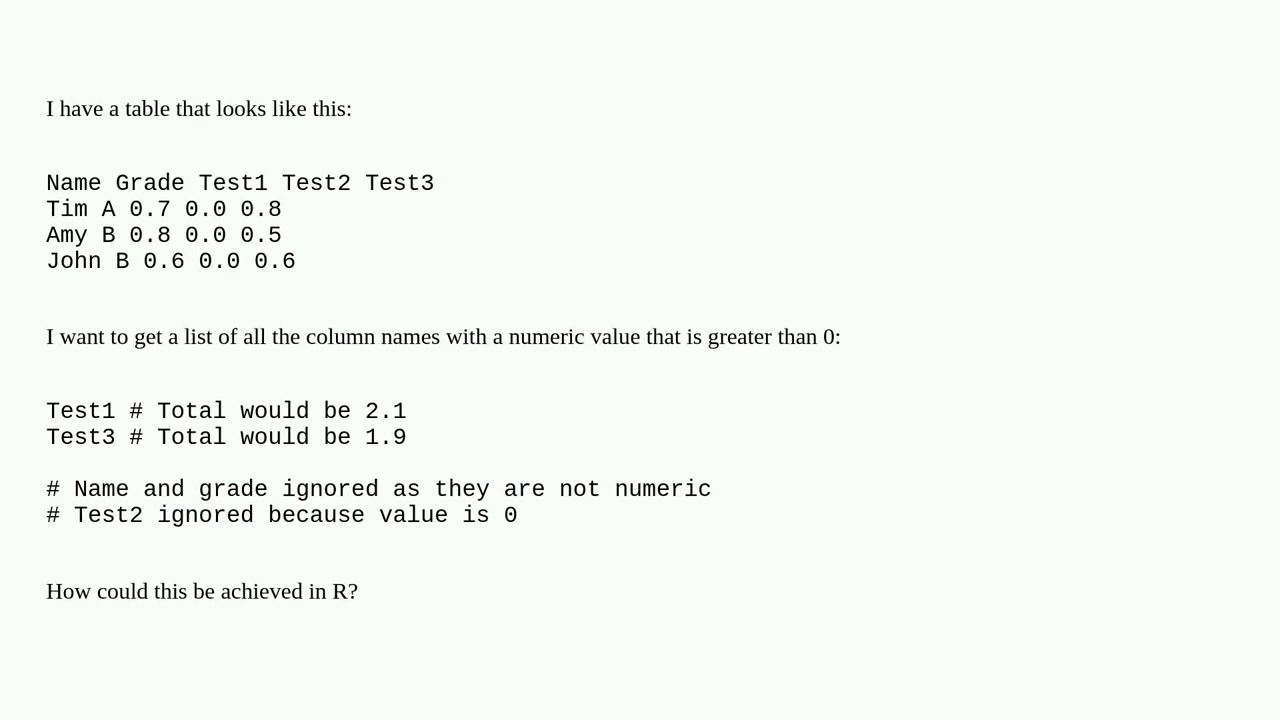 I have a table that looks like this:
Name Grade Test1 Test2 Test3
Tim A 0.7 0.0 0.8
Amy B 0.8 0.0 0.5
John B 0.6 0.0 0.6
I want to get a list of all the column names with a numeric value that is greater than 0:
Test1 # Total would be 2.1
Test3 # Total would be 1.9
# Name and grade ignored as they are not numeric
# Test2 ignored because value is 0
How could this be achieved in R?